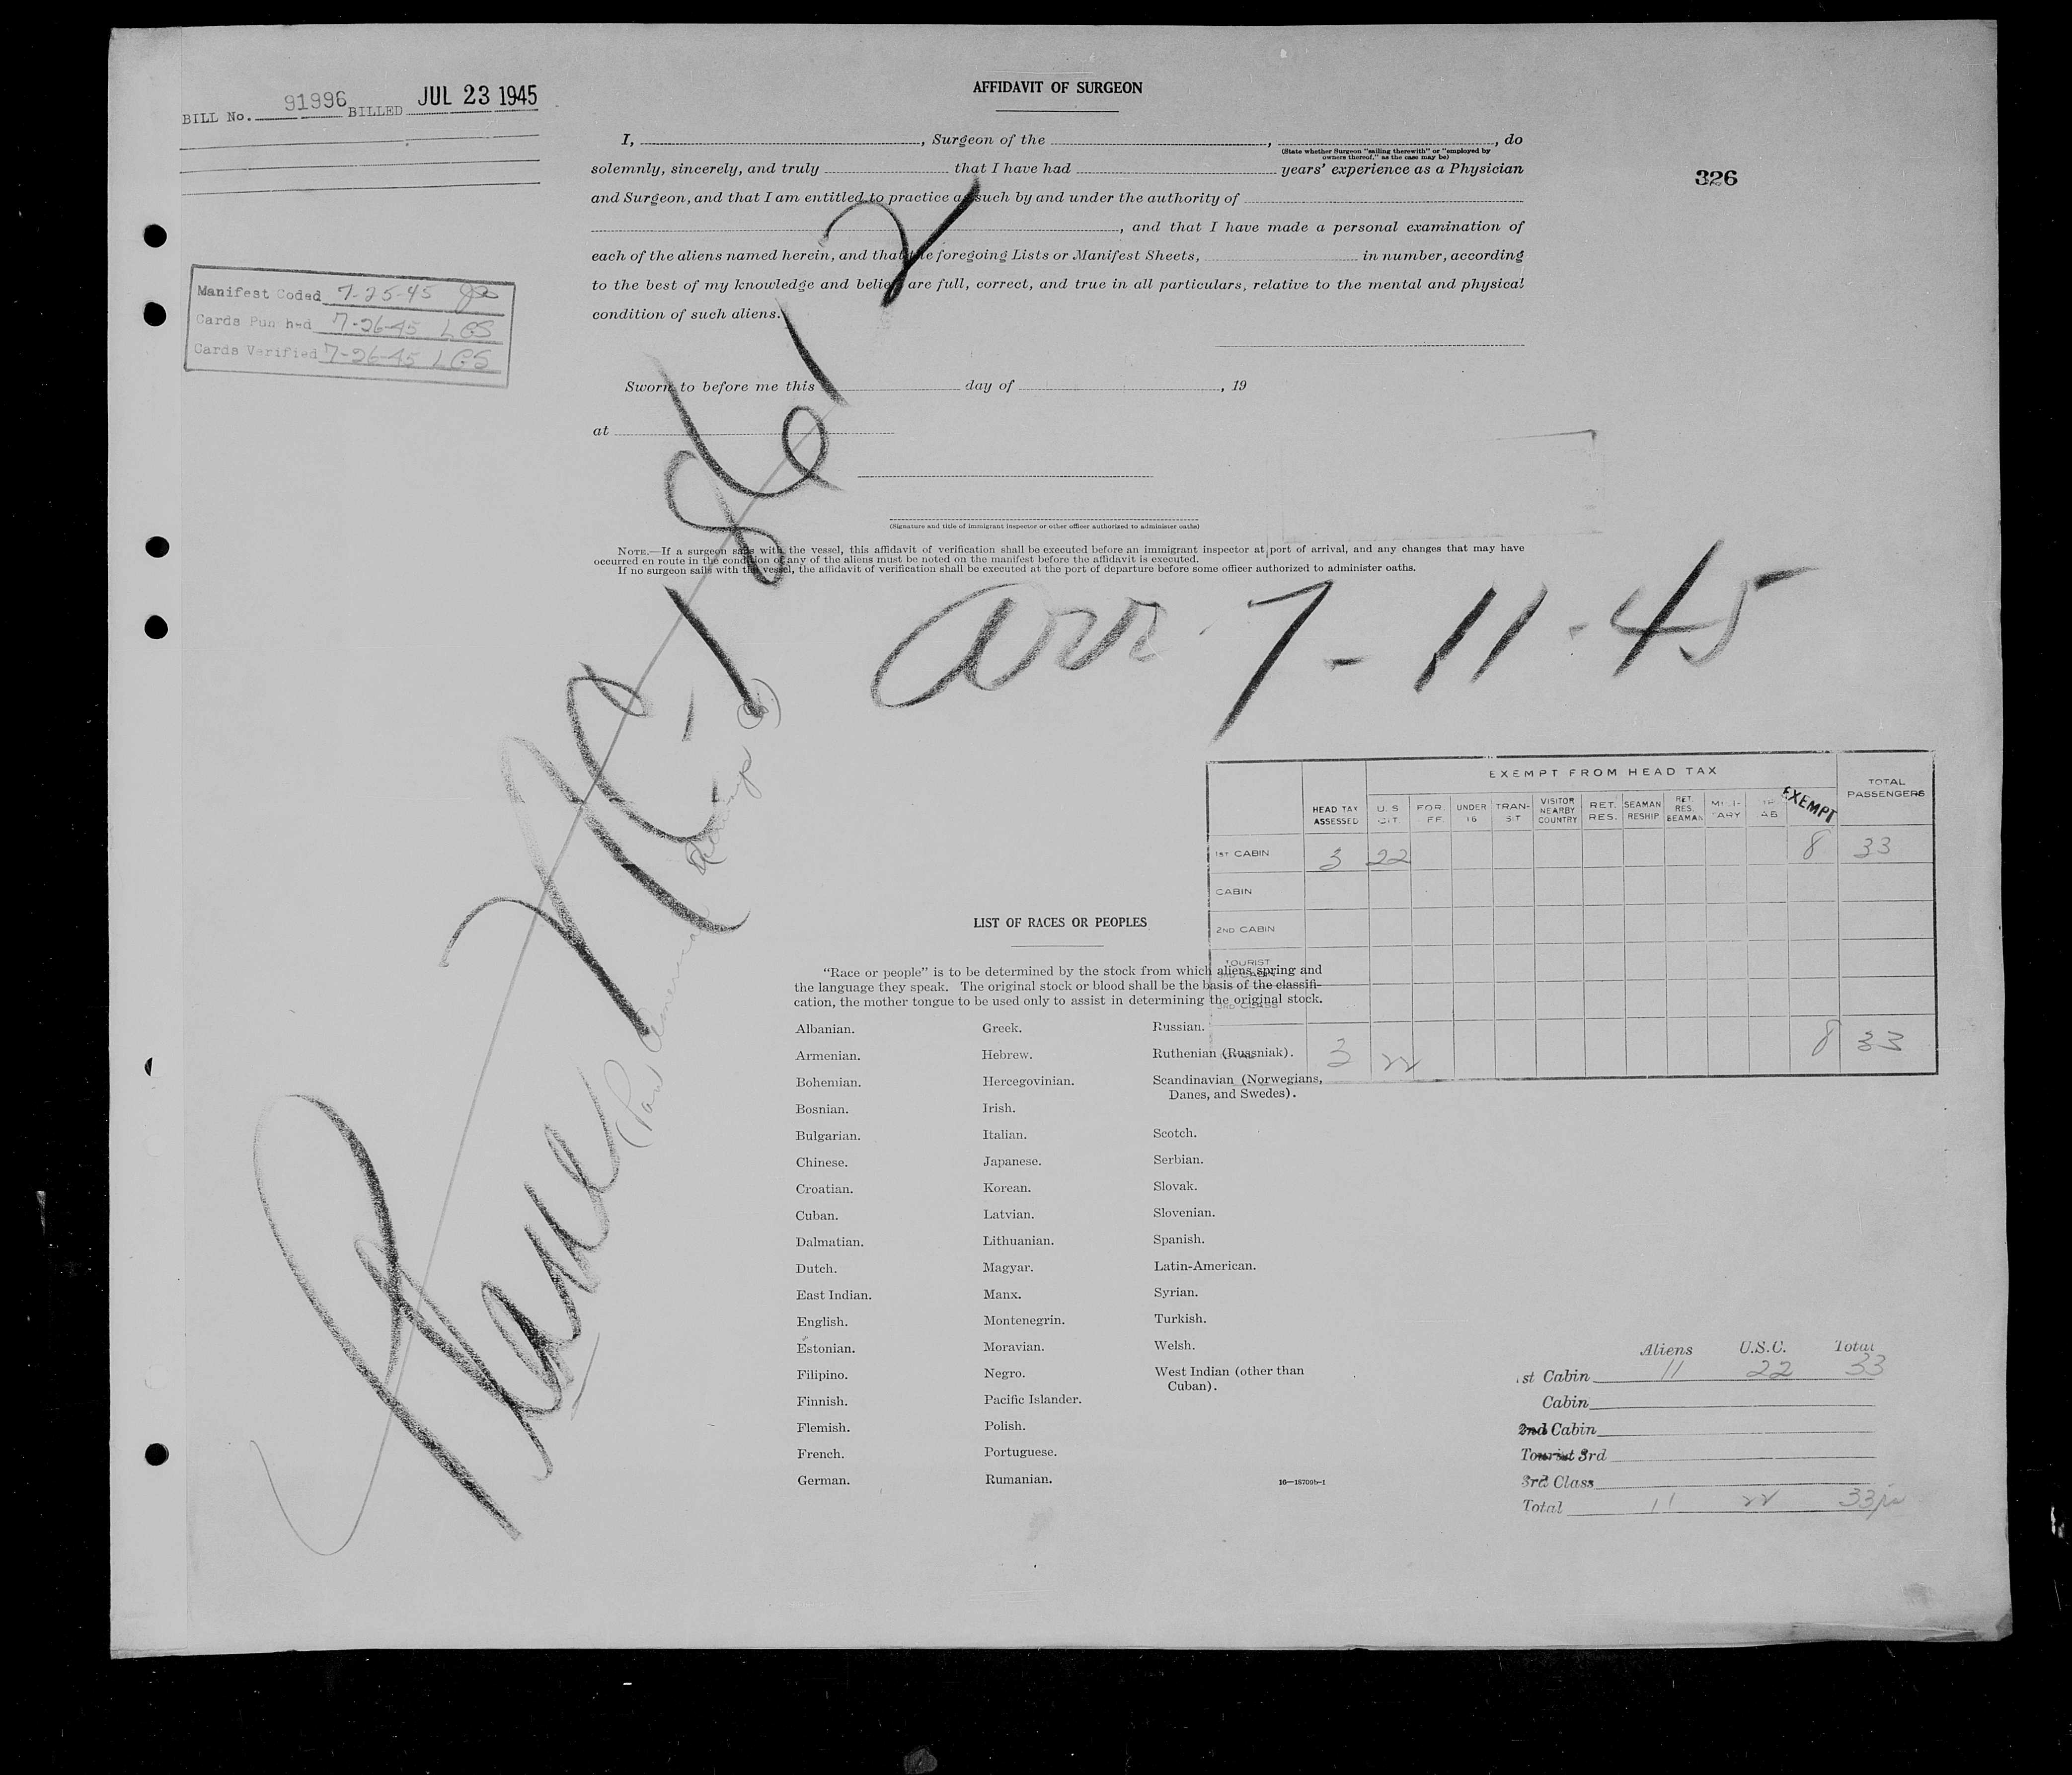 BILL No. 91996 BILLED JUL 23 1945
AFFIDAVIT OF SURGEON
I, , Surgeon of the , , do
(State whether Surgeon "sailing therewith" or "employed by
owners thereof," as the case may be)
solemnly, sincerely, and truly that I have had years' experience as a Physician
and Surgeon, and that I am entitled to practice as such by and under the authority of
, and that I have made a personal examination of
each of the aliens named herein, and that the foregoing Lists or Manifest Sheets, in number, according
to the best of my knowledge and belief, are full, correct, and true in all particulars, relative to the mental and physical
condition of such aliens.
326
Manifest Coded 7-25-45
Cards Punched 7-26-45 LGS
Cards Verified 7-26-45 LGS
Sworn to before me this day of , 19
at
(Signature and title of immigrant inspector or other officer authorized to administer oaths)
NOTE.—If a surgeon sails with the vessel, this affidavit of verification shall be executed before an immigrant inspector at port of arrival, and any changes that may have
occurred en route in the condition of any of the aliens must be noted on the manifest before the affidavit is executed.
If no surgeon sails with the vessel, the affidavit of verification shall be executed at the port of departure before some officer authorized to administer oaths.
Plane NC-18612
(Pan American Airways )
arr 7-11-45
EXEMPT FROM HEAD TAX
HEAD TAX ASSESSED U.S. CIT. FOR. OFF. UNDER 16 TRAN-SIT VISITOR NEARBY COUNTRY RET. RES. SEAMAN RESHIP RET. RES. SEAMAN MILI-TARY EXEMPT TOTAL PASSENGERS
1ST CABIN 3 22 8 33
CABIN
2ND CABIN
TOURIST
3RD CABIN
3RD CLASS
3 22 8 33
LIST OF RACES OR PEOPLES
"Race or people" is to be determined by the stock from which aliens spring and
the language they speak. The original stock or blood shall be the basis of the classifi-
cation, the mother tongue to be used only to assist in determining the original stock.
Albanian. Greek. Russian.
Armenian. Hebrew. Ruthenian (Russniak).
Bohemian. Hercegovinian. Scandinavian (Norwegians,
Danes, and Swedes).
Bosnian. Irish.
Bulgarian. Italian. Scotch.
Chinese. Japanese. Serbian.
Croatian. Korean. Slovak.
Cuban. Latvian. Slovenian.
Dalmatian. Lithuanian. Spanish.
Dutch. Magyar. Latin-American.
East Indian. Manx. Syrian.
English. Montenegrin. Turkish.
Estonian. Moravian. Welsh.
Filipino. Negro. West Indian (other than
Cuban).
Finnish. Pacific Islander.
Flemish. Polish.
French. Portuguese.
German. Rumanian.
16—18709b-1
Aliens U.S.C. Total
1st Cabin 11 22 33
Cabin
2nd Cabin
Tourist 3rd
3rd Class
Total 11 22 33